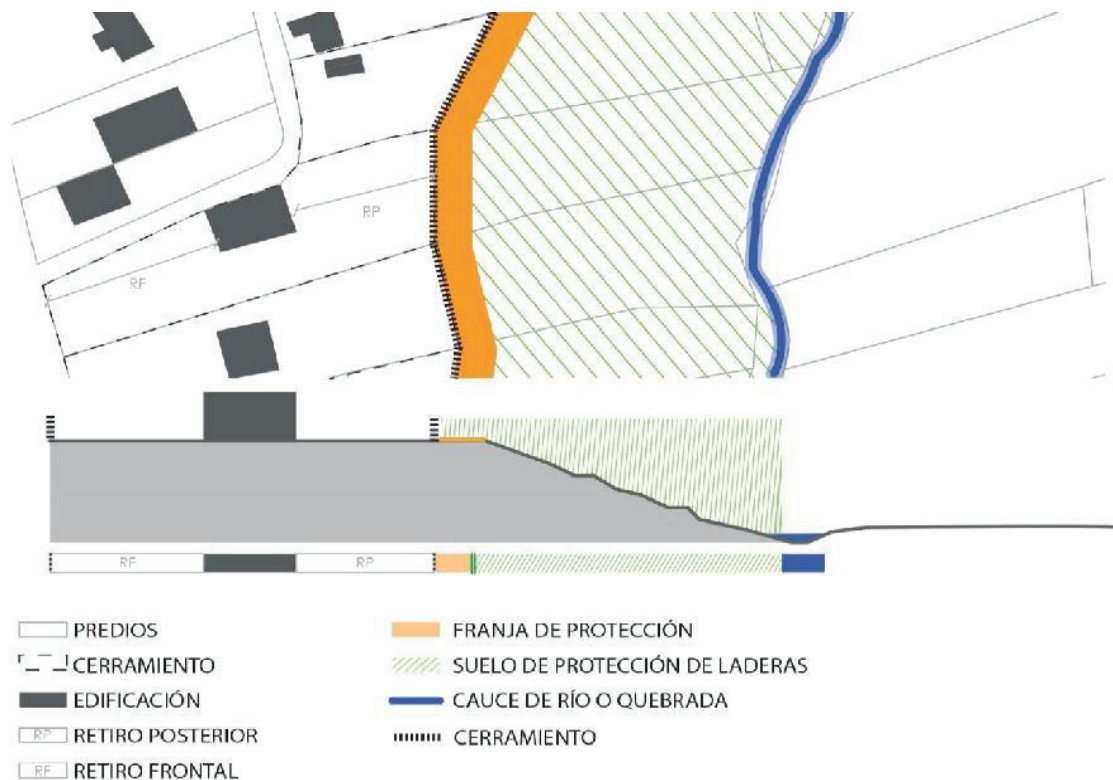 RP
RF
RF
RP
PREDIOS
CERRAMIENTO
EDIFICACIÓN
RP RETIRO POSTERIOR
RF RETIRO FRONTAL
FRANJA DE PROTECCIÓN
SUELO DE PROTECCIÓN DE LADERAS
CAUCE DE RÍO O QUEBRADA
CERRAMIENTO